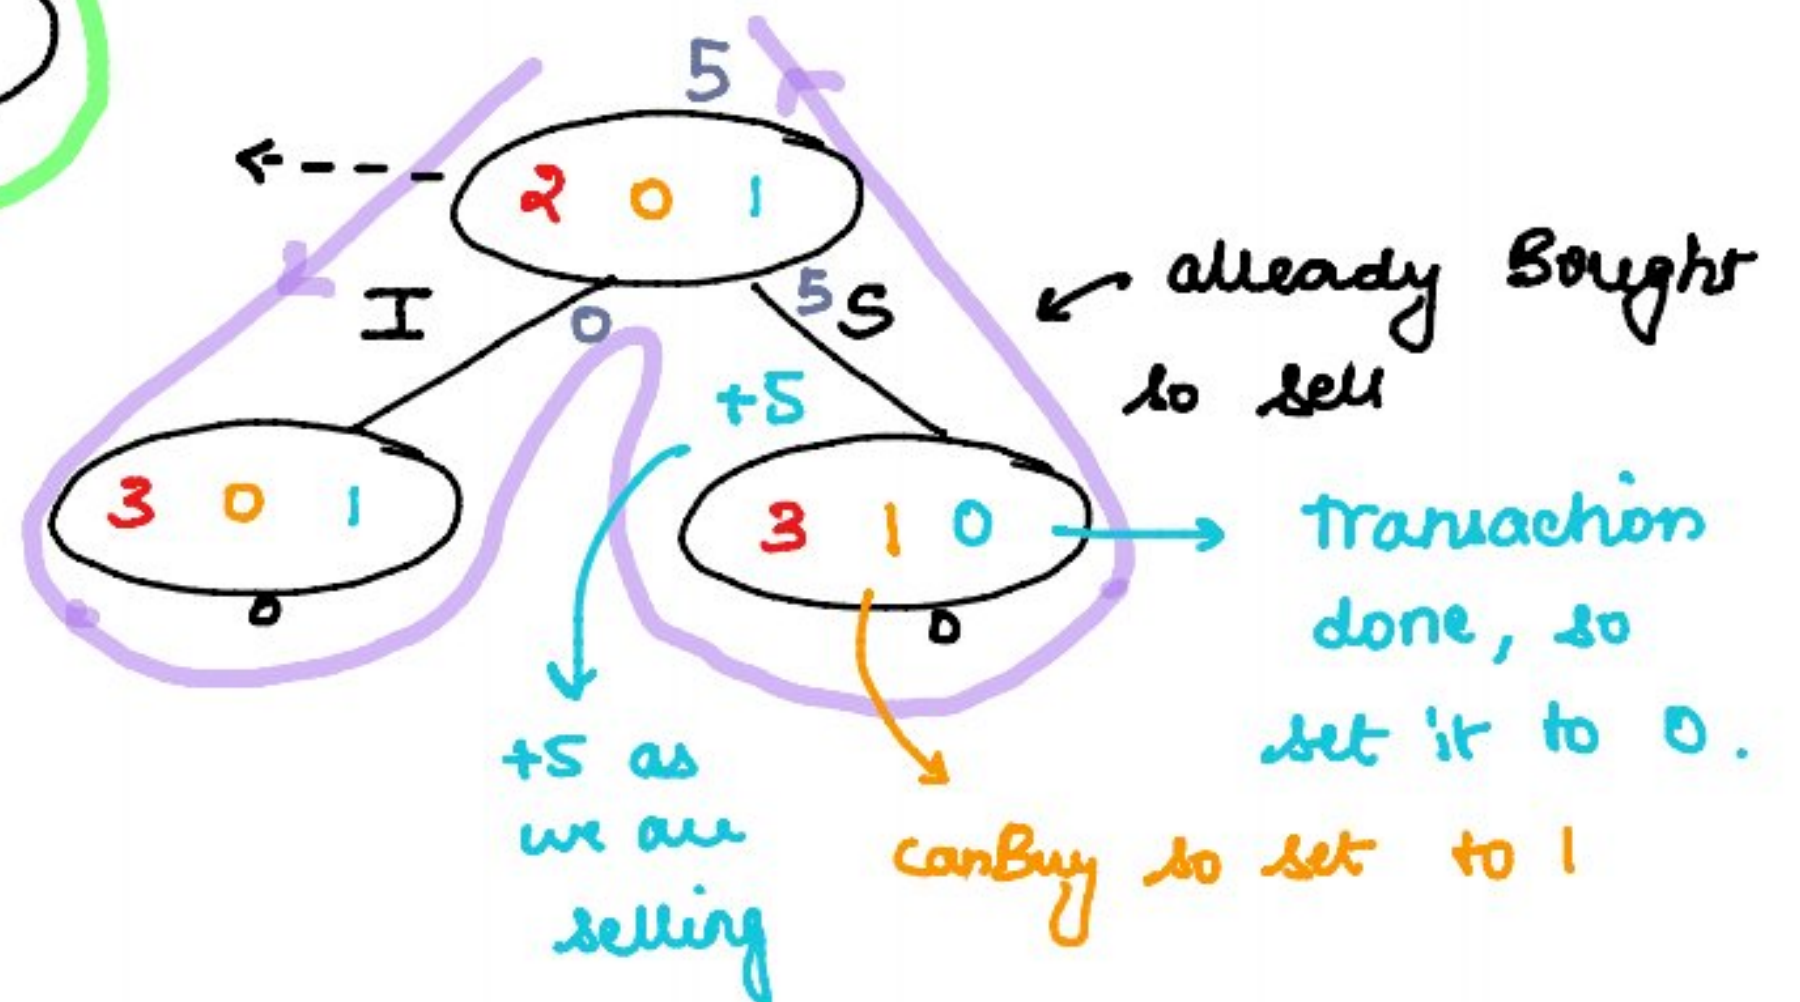 5
2 0 1
I
0
5 S
already Bought
so sell
+5
3 0 1
0
3 1 0
0
Transaction
done, so
set it to 0.
+5 as
we are
selling
canBuy so set to 1